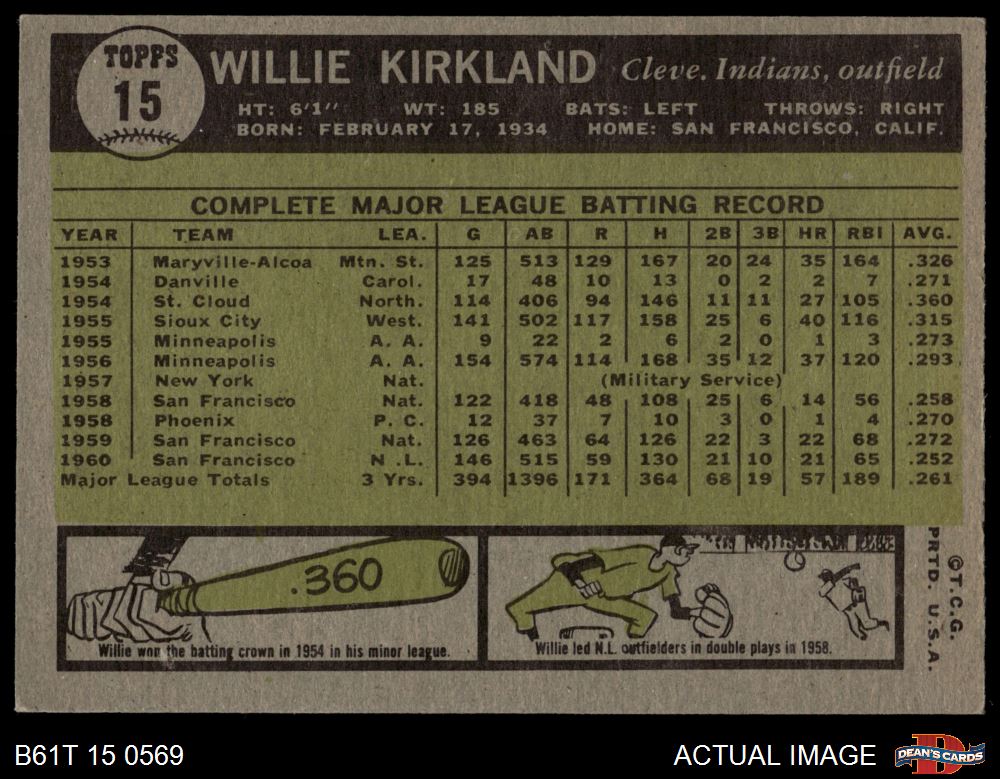 TOPPS
15
WILLIE KIRKLAND Cleve. Indians, outfield
HT: 6'1" WT: 185 BATS: LEFT THROWS: RIGHT
BORN: FEBRUARY 17, 1934 HOME: SAN FRANCISCO, CALIF.
COMPLETE MAJOR LEAGUE BATTING RECORD
YEAR TEAM LEA. G AB R H 2B 3B HR RBI AVG.
1953 Maryville-Alcoa Mtn. St. 125 513 129 167 20 24 35 164 .326
1954 Danville Carol. 17 48 10 13 0 2 2 7 .271
1954 St. Cloud North. 114 406 94 146 11 11 27 105 .360
1955 Sioux City West. 141 502 117 158 25 6 40 116 .315
1955 Minneapolis A. A. 9 22 2 6 2 0 1 3 .273
1956 Minneapolis A. A. 154 574 114 168 35 12 37 120 .293
1957 New York Nat. (Military Service)
1958 San Francisco Nat. 122 418 48 108 25 6 14 56 .258
1958 Phoenix P. C. 12 37 7 10 3 0 1 4 .270
1959 San Francisco Nat. 126 463 64 126 22 3 22 68 .272
1960 San Francisco N .L. 146 515 59 130 21 10 21 65 .252
Major League Totals 3 Yrs. 394 1396 171 364 68 19 57 189 .261
.360
Willie won the batting crown in 1954 in his minor league.
Willie led N.L. outfielders in double plays in 1958.
©T.C.G.
PRTD. U.S.A.
B61T 15 0569
ACTUAL IMAGE
DEAN'S CARDS